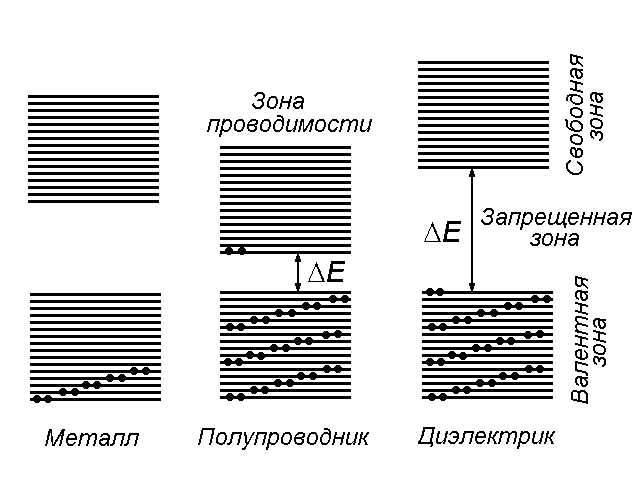 Зона
проводимости
Свободная
зона
ΔE
ΔE
Запрещенная
зона
Валентная
зона
Металл
Полупроводник
Диэлектрик